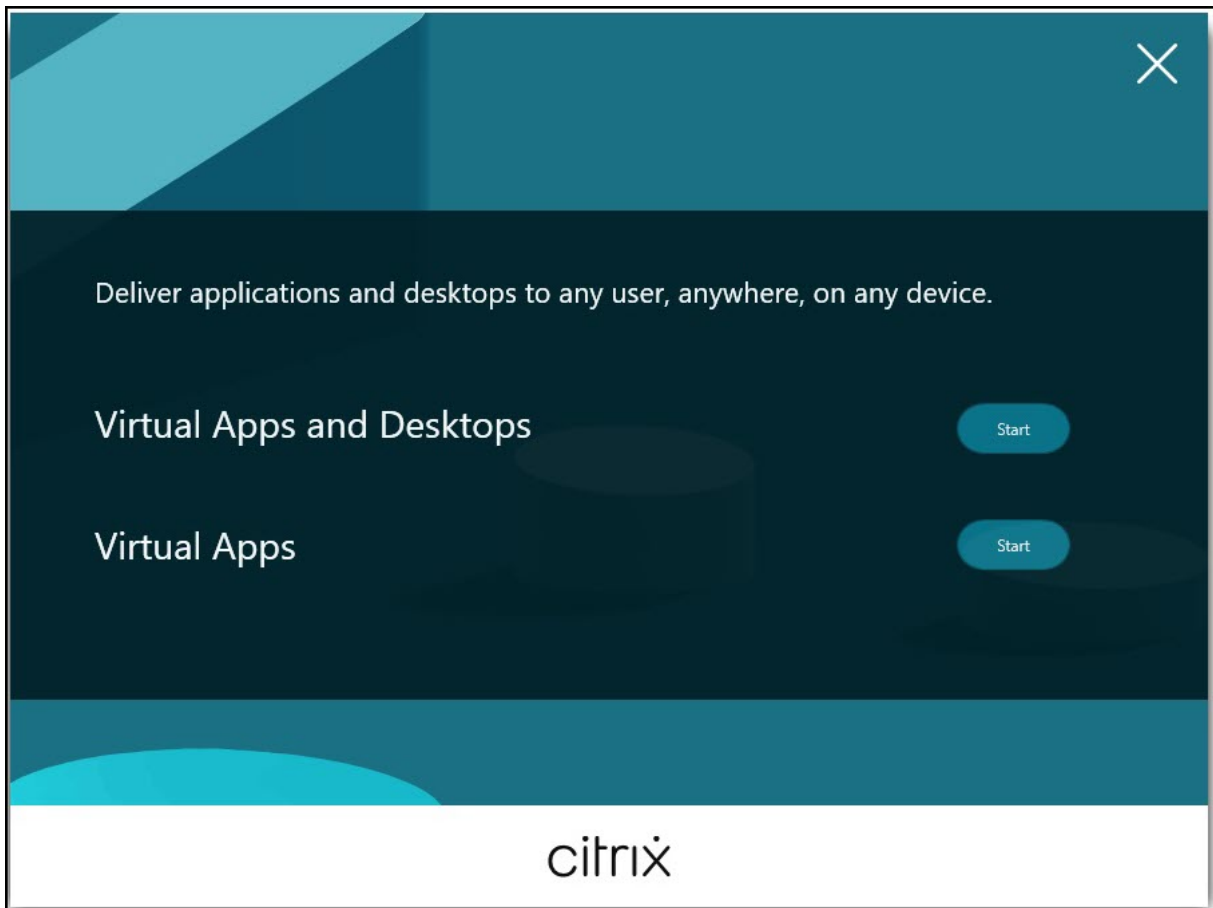 Deliver applications and desktops to any user, anywhere, on any device.
Virtual Apps and Desktops
Start
Virtual Apps
Start
citrix